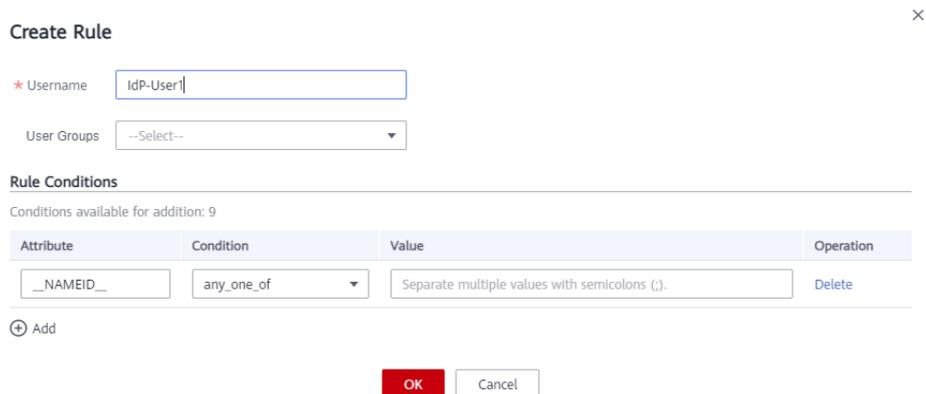 Create Rule
* Username IdP-User1
User Groups --Select--
Rule Conditions
Conditions available for addition: 9
Attribute Condition Value Operation
__NAMEID__ any_one_of Separate multiple values with semicolons (;). Delete
Add
OK Cancel